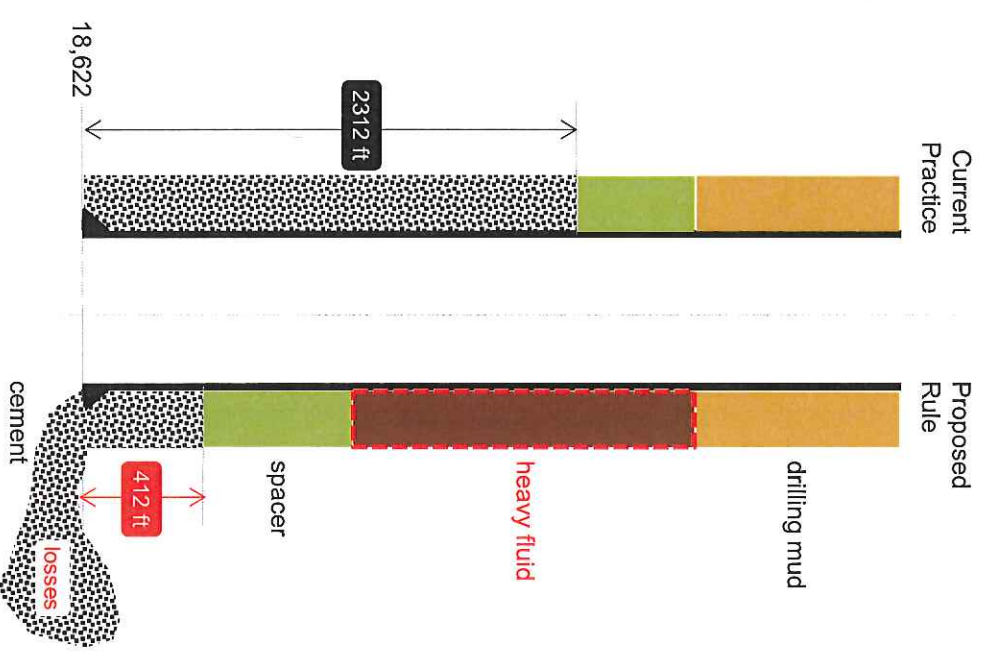 Current
Practice
Proposed
Rule
drilling mud
heavy fluid
spacer
2312 ft
412 ft
18,622
cement
losses